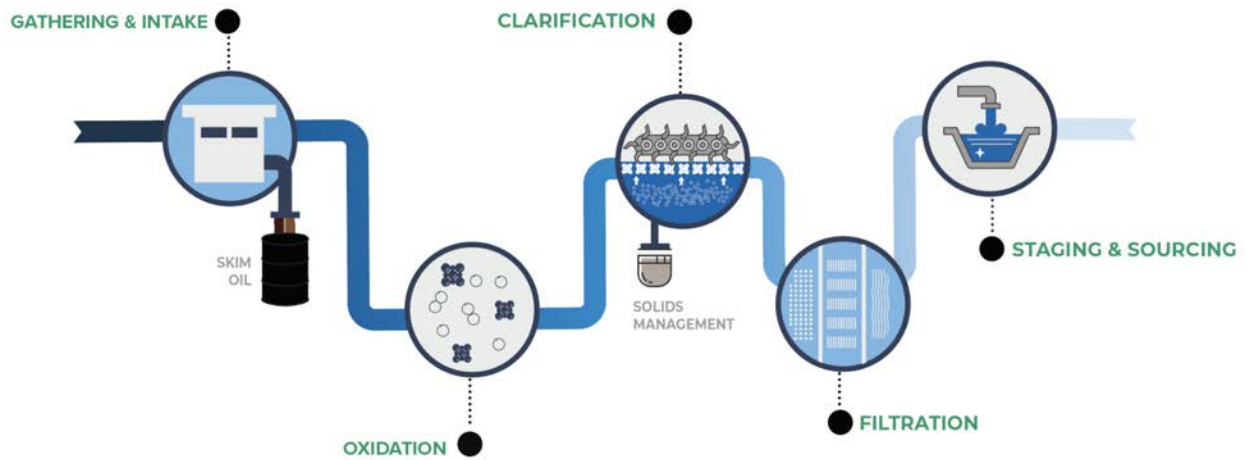 GATHERING & INTAKE
SKIM
OIL
OXIDATION
CLARIFICATION
SOLIDS
MANAGEMENT
FILTRATION
STAGING & SOURCING